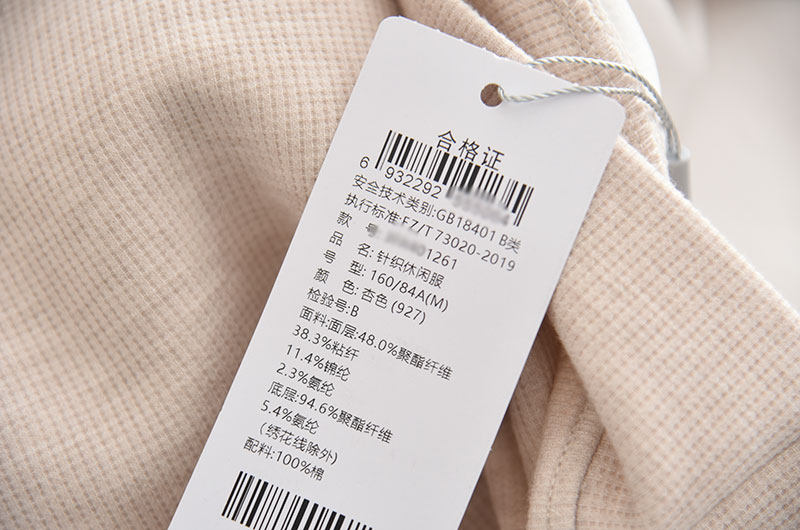 合格证
6 932292
安全技术类别:GB18401 B类
执行标准:FZ/T 73020-2019
款 号 1261
品 名:针织休闲服
号 型:160/84A(M)
颜 色:杏色(927)
检验号:B
面料:面层:48.0%聚酯纤维
38.3%粘纤
11.4%锦纶
2.3%氨纶
底层:94.6%聚酯纤维
5.4%氨纶
(绣花线除外)
配料:100%棉